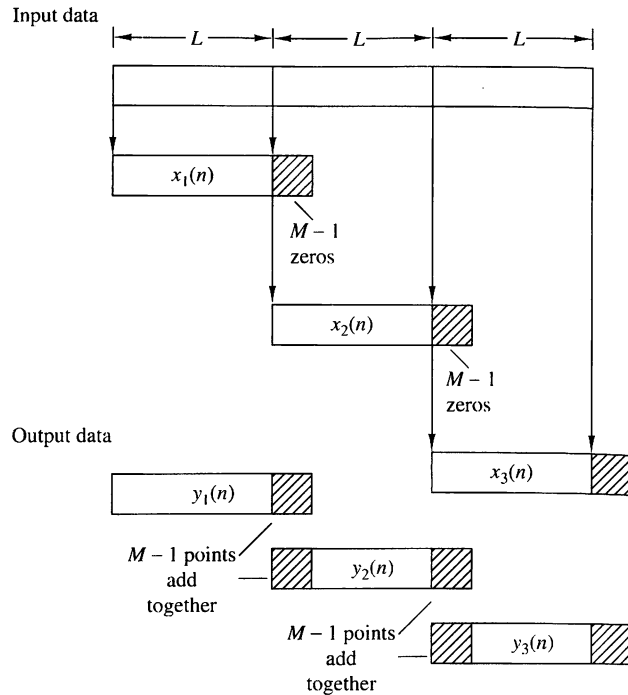 Input data
L
L
L
x₁(n)
M − 1
zeros
x₂(n)
M − 1
zeros
Output data
x₃(n)
y₁(n)
M − 1 points
add
together
y₂(n)
M − 1 points
add
together
y₃(n)